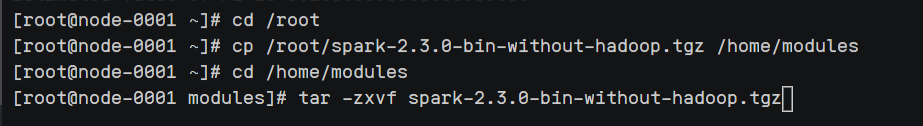 [root@node-0001 ~]# cd /root
[root@node-0001 ~]# cp /root/spark-2.3.0-bin-without-hadoop.tgz /home/modules
[root@node-0001 ~]# cd /home/modules
[root@node-0001 modules]# tar -zxvf spark-2.3.0-bin-without-hadoop.tgz